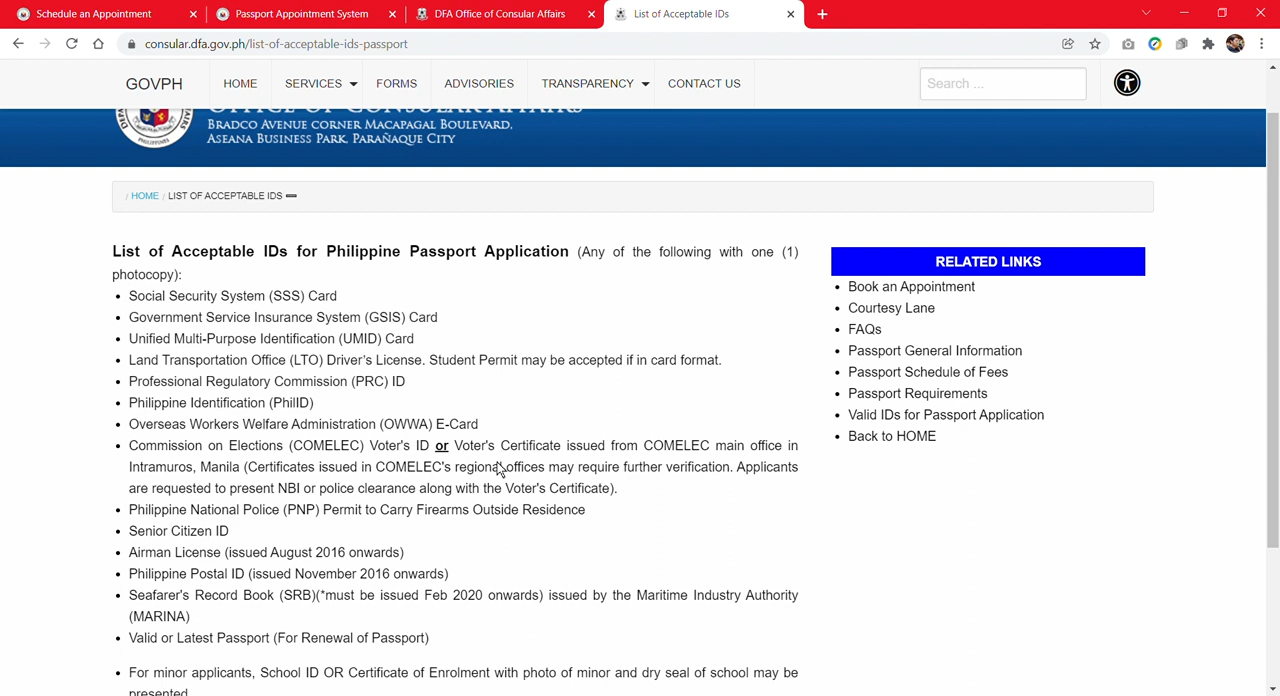 Schedule an Appointment
Passport Appointment System
DFA Office of Consular Affairs
List of Acceptable IDs
consular.dfa.gov.ph/list-of-acceptable-ids-passport
GOVPH HOME SERVICES FORMS ADVISORIES TRANSPARENCY CONTACT US Search ...
OFFICE OF CONSULAR AFFAIRS
BRADCO AVENUE CORNER MACAPAGAL BOULEVARD,
ASEANA BUSINESS PARK, PARAÑAQUE CITY
/ HOME / LIST OF ACCEPTABLE IDS
List of Acceptable IDs for Philippine Passport Application (Any of the following with one (1)
photocopy):
• Social Security System (SSS) Card
• Government Service Insurance System (GSIS) Card
• Unified Multi-Purpose Identification (UMID) Card
• Land Transportation Office (LTO) Driver's License. Student Permit may be accepted if in card format.
• Professional Regulatory Commission (PRC) ID
• Philippine Identification (PhilID)
• Overseas Workers Welfare Administration (OWWA) E-Card
• Commission on Elections (COMELEC) Voter's ID or Voter's Certificate issued from COMELEC main office in
Intramuros, Manila (Certificates issued in COMELEC's regional offices may require further verification. Applicants
are requested to present NBI or police clearance along with the Voter's Certificate).
• Philippine National Police (PNP) Permit to Carry Firearms Outside Residence
• Senior Citizen ID
• Airman License (issued August 2016 onwards)
• Philippine Postal ID (issued November 2016 onwards)
• Seafarer's Record Book (SRB)(*must be issued Feb 2020 onwards) issued by the Maritime Industry Authority
(MARINA)
• Valid or Latest Passport (For Renewal of Passport)
• For minor applicants, School ID OR Certificate of Enrolment with photo of minor and dry seal of school may be
presented
RELATED LINKS
• Book an Appointment
• Courtesy Lane
• FAQs
• Passport General Information
• Passport Schedule of Fees
• Passport Requirements
• Valid IDs for Passport Application
• Back to HOME